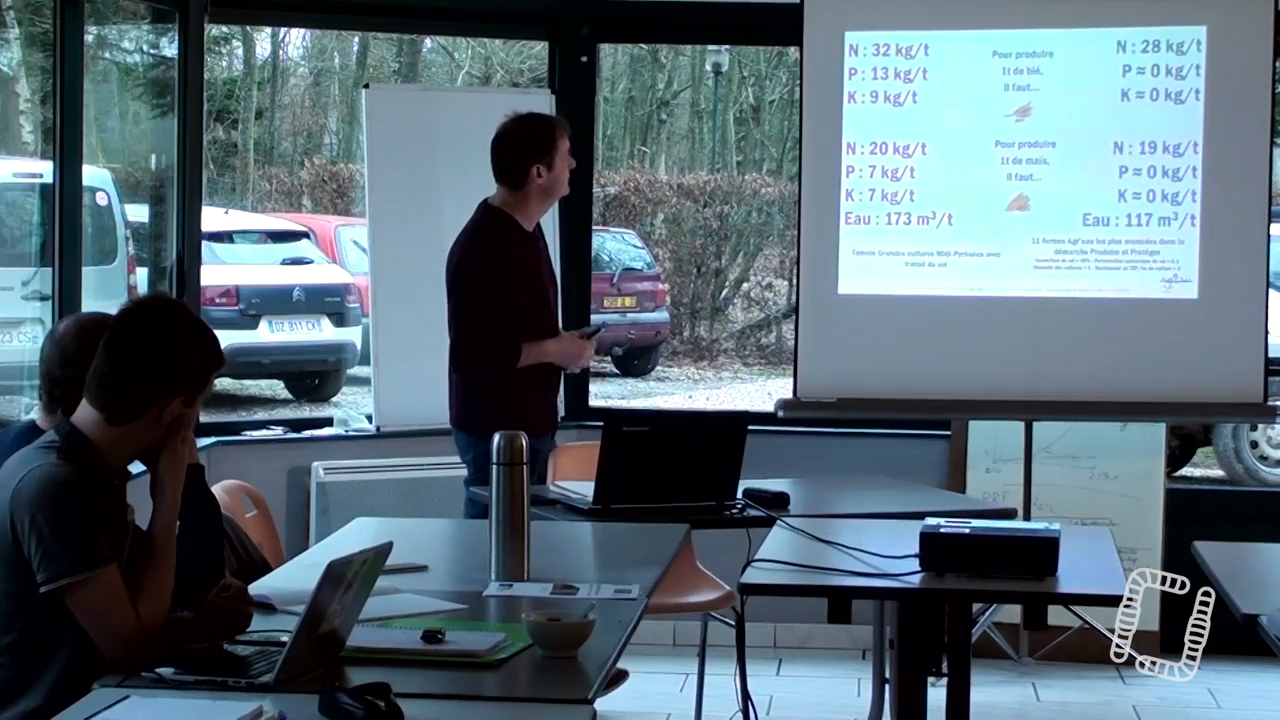 N : 32 kg/t
P : 13 kg/t
K : 9 kg/t
Pour produire
1t de blé,
il faut...
N : 28 kg/t
P ≈ 0 kg/t
K ≈ 0 kg/t
N : 20 kg/t
P : 7 kg/t
K : 7 kg/t
Eau : 173 m³/t
Pour produire
1t de maïs,
il faut...
N : 19 kg/t
P ≈ 0 kg/t
K ≈ 0 kg/t
Eau : 117 m³/t
Témoin Grandes cultures Midi-Pyrénées avec
travail du sol
11 fermes Agr'eau les plus avancées dans la
démarche Produire et Protéger
DZ 811 CX
23 CS